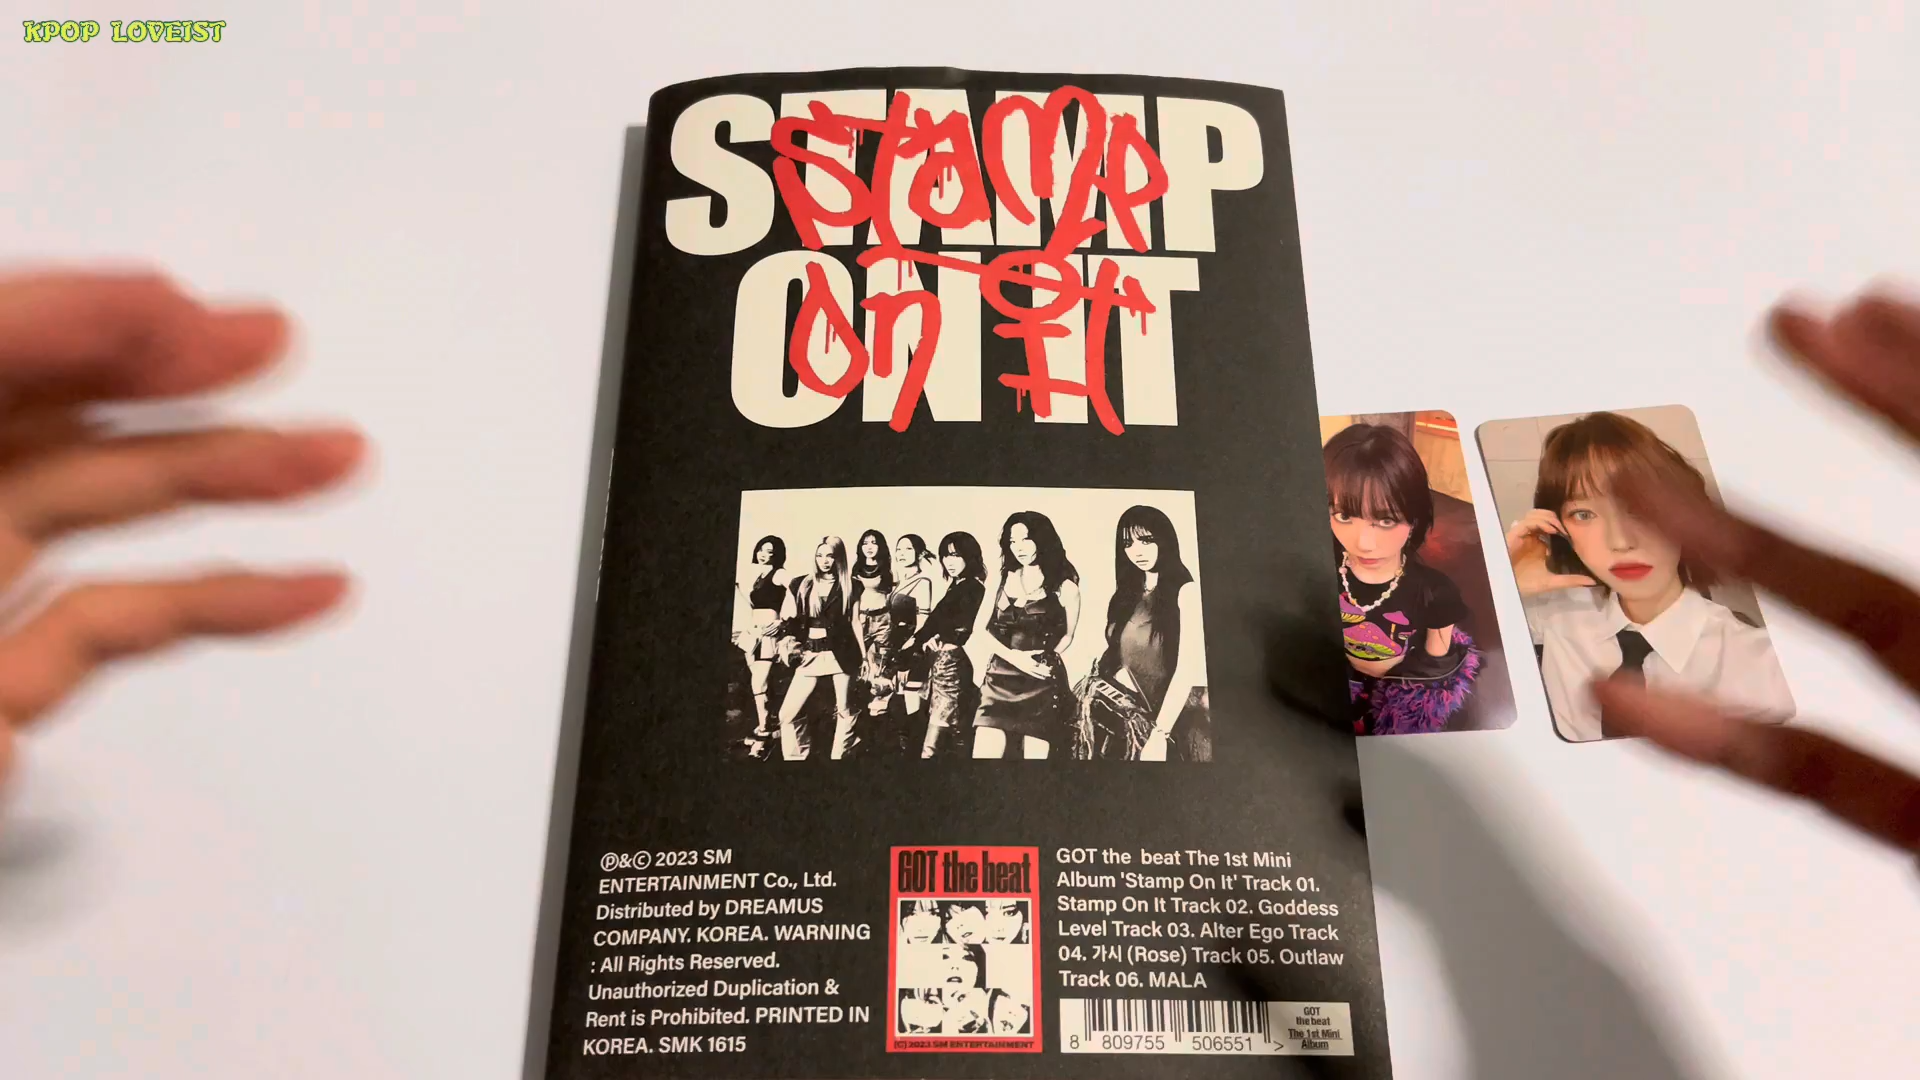 KPOP LOVEIST
STAMP
ON IT
Stamp
on it
Ⓟ&Ⓒ 2023 SM
ENTERTAINMENT Co., Ltd.
Distributed by DREAMUS
COMPANY. KOREA. WARNING
: All Rights Reserved.
Unauthorized Duplication &
Rent is Prohibited. PRINTED IN
KOREA. SMK 1615
GOT the beat
(C) 2023 SM ENTERTAINMENT
GOT the beat The 1st Mini
Album 'Stamp On It' Track 01.
Stamp On It Track 02. Goddess
Level Track 03. Alter Ego Track
04. 가시 (Rose) Track 05. Outlaw
Track 06. MALA
8 809755 506551 >
GOT
the beat
The 1st Mini
Album